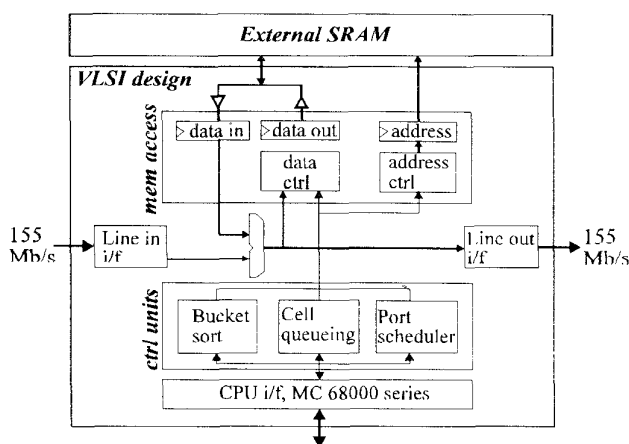 External SRAM
VLSI design
mem access
data in
data out
address
data
ctrl
address
ctrl
155
Mb/s
Line in
i/f
Line out
i/f
155
Mb/s
ctrl units
Bucket
sort
Cell
queueing
Port
scheduler
CPU i/f, MC 68000 series